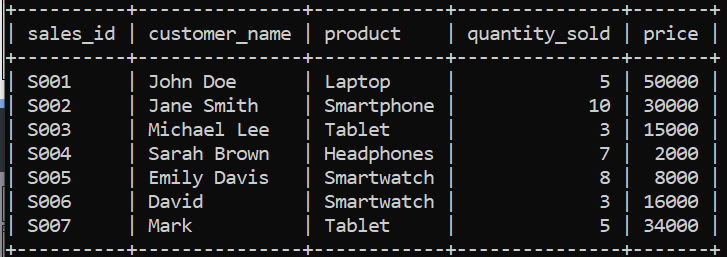 +----------+---------------+------------+---------------+-------+
| sales_id | customer_name | product    | quantity_sold | price |
+----------+---------------+------------+---------------+-------+
| S001     | John Doe      | Laptop     |             5 | 50000 |
| S002     | Jane Smith    | Smartphone |            10 | 30000 |
| S003     | Michael Lee   | Tablet     |             3 | 15000 |
| S004     | Sarah Brown   | Headphones |             7 |  2000 |
| S005     | Emily Davis   | Smartwatch |             8 |  8000 |
| S006     | David         | Smartwatch |             3 | 16000 |
| S007     | Mark          | Tablet     |             5 | 34000 |
+----------+---------------+------------+---------------+-------+